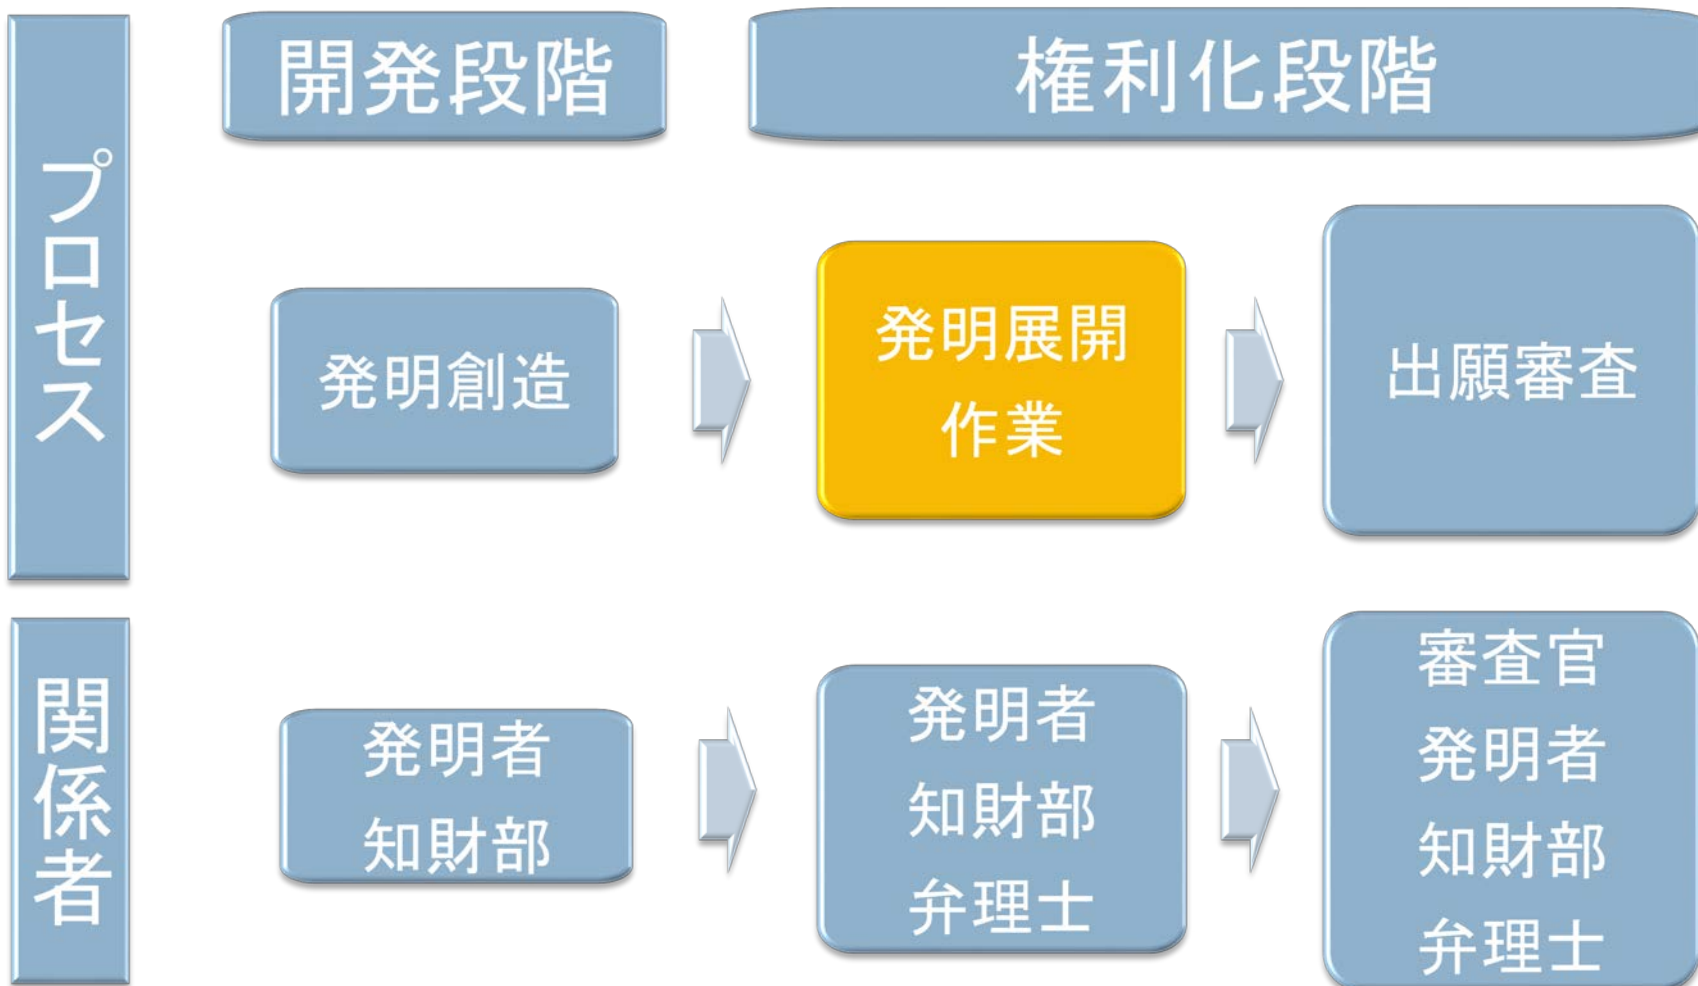 プロセス
開発段階
権利化段階
発明創造
発明展開
作業
出願審査
関係者
発明者
知財部
発明者
知財部
弁理士
審査官
発明者
知財部
弁理士